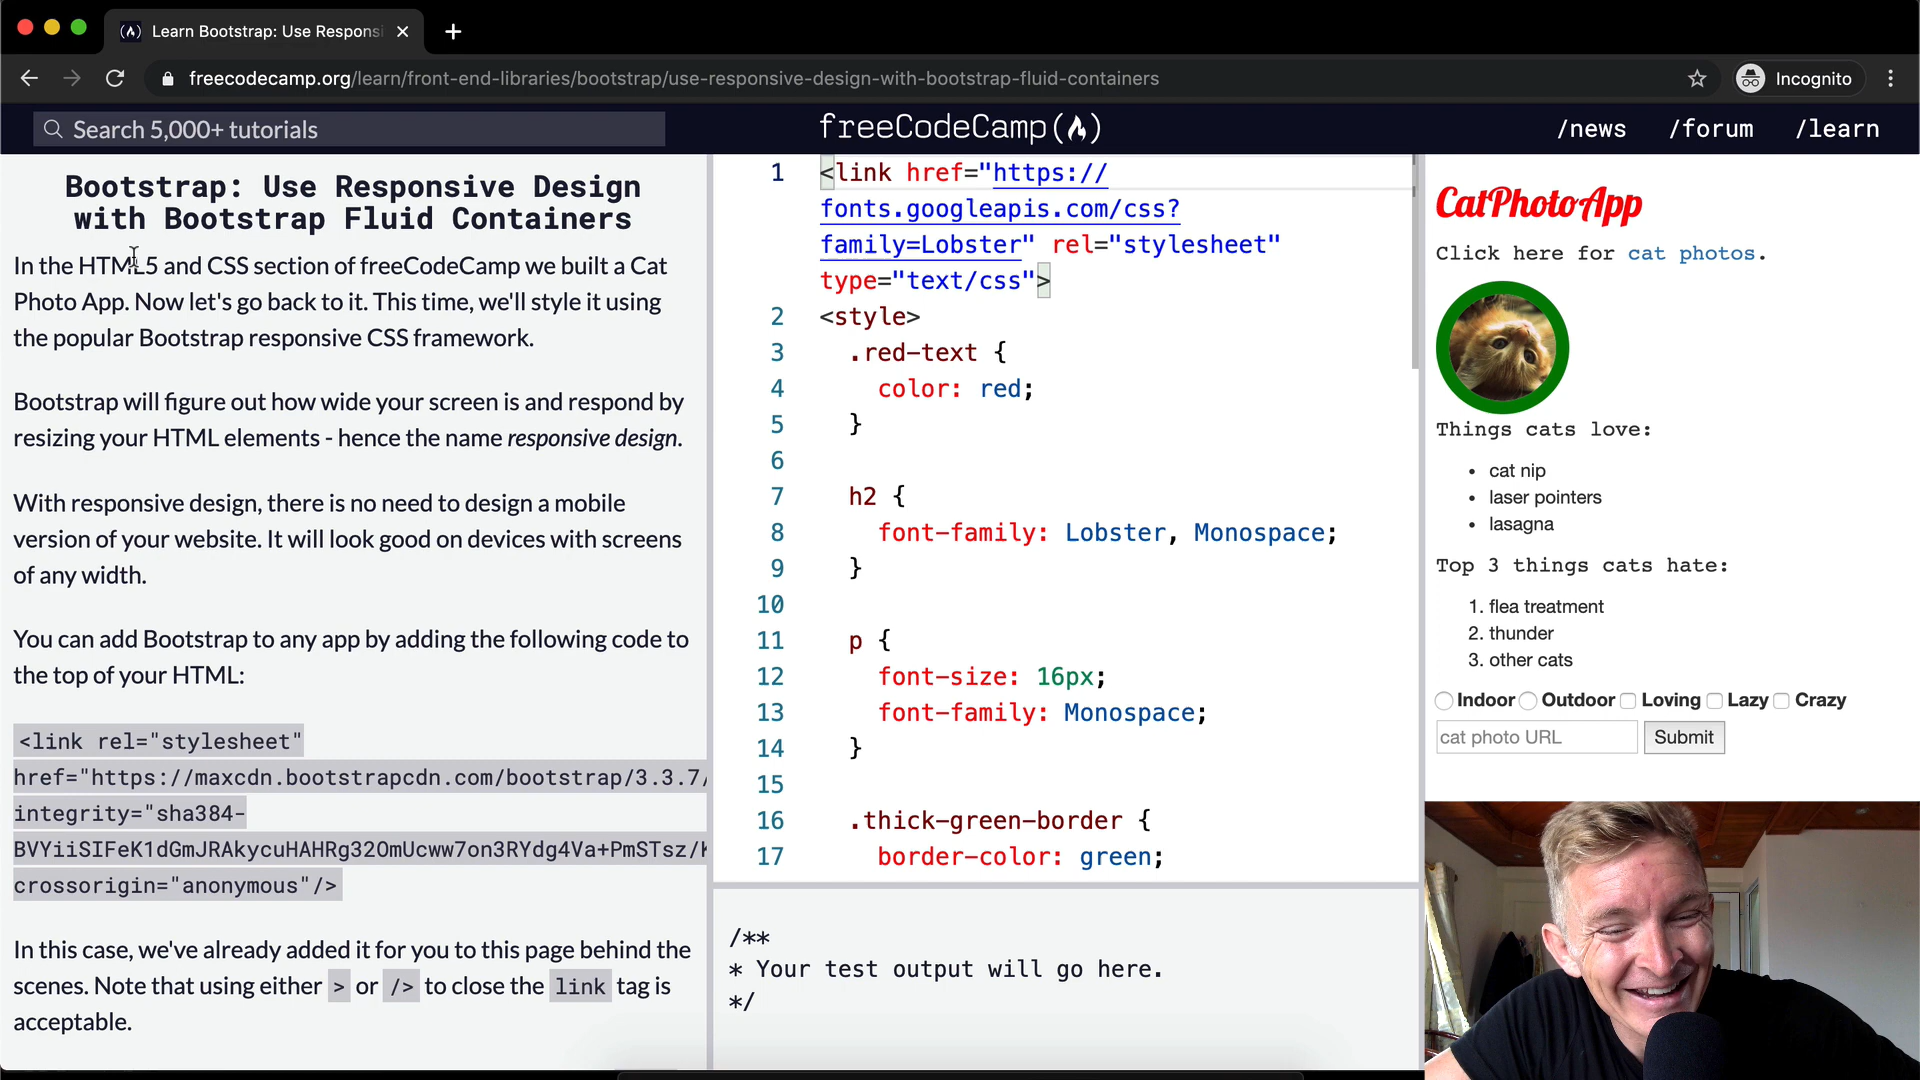 Learn Bootstrap: Use Responsi
freecodecamp.org/learn/front-end-libraries/bootstrap/use-responsive-design-with-bootstrap-fluid-containers
Incognito
Search 5,000+ tutorials
freeCodeCamp(🔥)
/news
/forum
/learn
Bootstrap: Use Responsive Design
with Bootstrap Fluid Containers
In the HTML5 and CSS section of freeCodeCamp we built a Cat
Photo App. Now let's go back to it. This time, we'll style it using
the popular Bootstrap responsive CSS framework.
Bootstrap will figure out how wide your screen is and respond by
resizing your HTML elements - hence the name responsive design.
With responsive design, there is no need to design a mobile
version of your website. It will look good on devices with screens
of any width.
You can add Bootstrap to any app by adding the following code to
the top of your HTML:
<link rel="stylesheet"
href="https://maxcdn.bootstrapcdn.com/bootstrap/3.3.7/
integrity="sha384-
BVYiiSIFeK1dGmJRAkycuHAHRg32OmUcww7on3RYdg4Va+PmSTsz/K
crossorigin="anonymous"/>
In this case, we've already added it for you to this page behind the
scenes. Note that using either > or /> to close the link tag is
acceptable.
1 <link href="https://
fonts.googleapis.com/css?
family=Lobster" rel="stylesheet"
type="text/css">
2 <style>
3 .red-text {
4 color: red;
5 }
6
7 h2 {
8 font-family: Lobster, Monospace;
9 }
10
11 p {
12 font-size: 16px;
13 font-family: Monospace;
14 }
15
16 .thick-green-border {
17 border-color: green;
/**
* Your test output will go here.
*/
CatPhotoApp
Click here for cat photos.
Things cats love:
• cat nip
• laser pointers
• lasagna
Top 3 things cats hate:
1. flea treatment
2. thunder
3. other cats
Indoor Outdoor Loving Lazy Crazy
cat photo URL
Submit